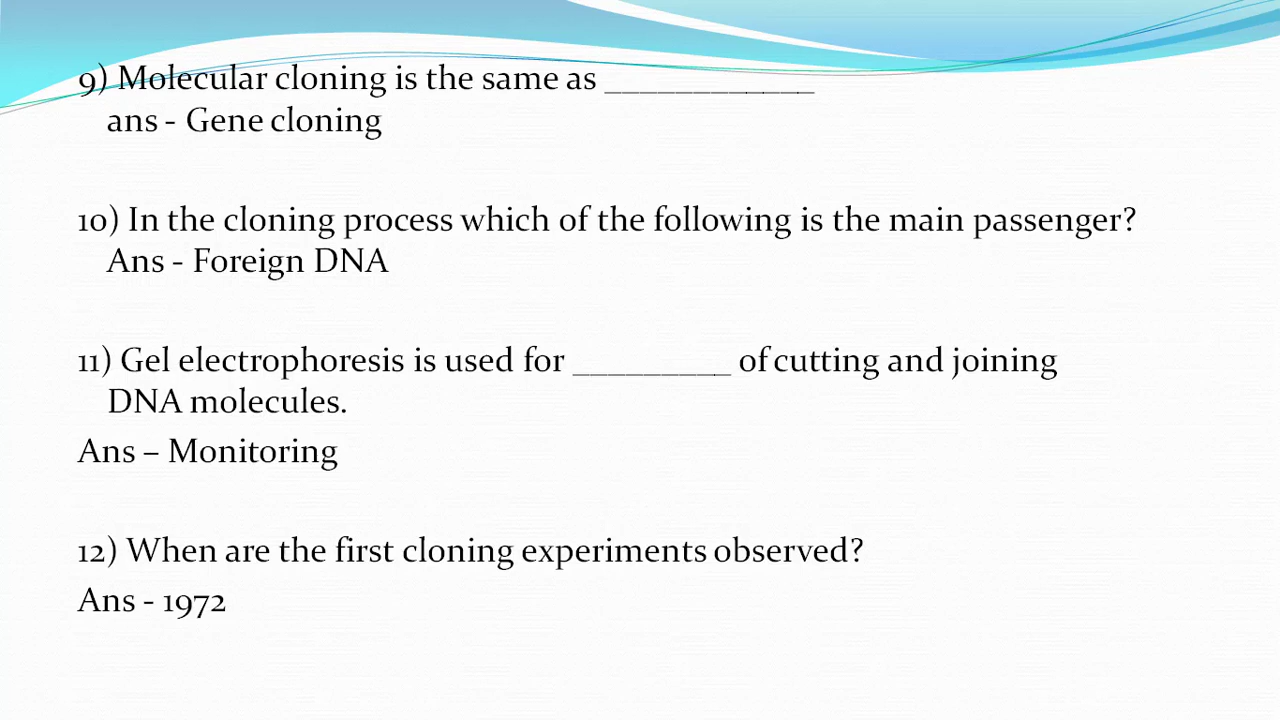 9) Molecular cloning is the same as ____________
ans - Gene cloning
10) In the cloning process which of the following is the main passenger?
Ans - Foreign DNA
11) Gel electrophoresis is used for _________ of cutting and joining
DNA molecules.
Ans – Monitoring
12) When are the first cloning experiments observed?
Ans - 1972